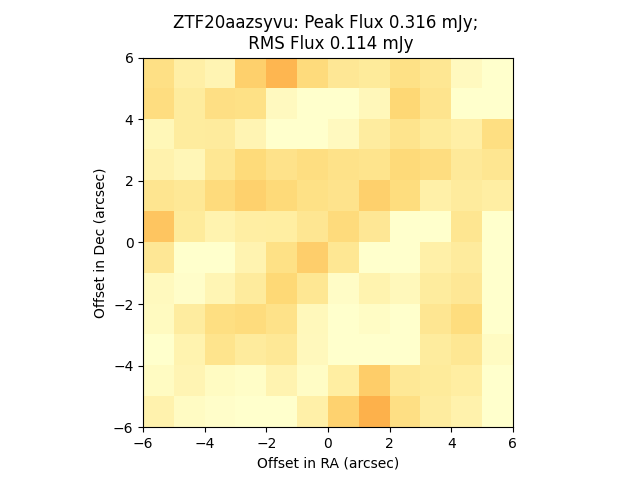 ZTF20aazsyvu: Peak Flux 0.316 mJy;
RMS Flux 0.114 mJy
6
4
2
0
−2
−4
−6
Offset in Dec (arcsec)
−6 −4 −2 0 2 4 6
Offset in RA (arcsec)